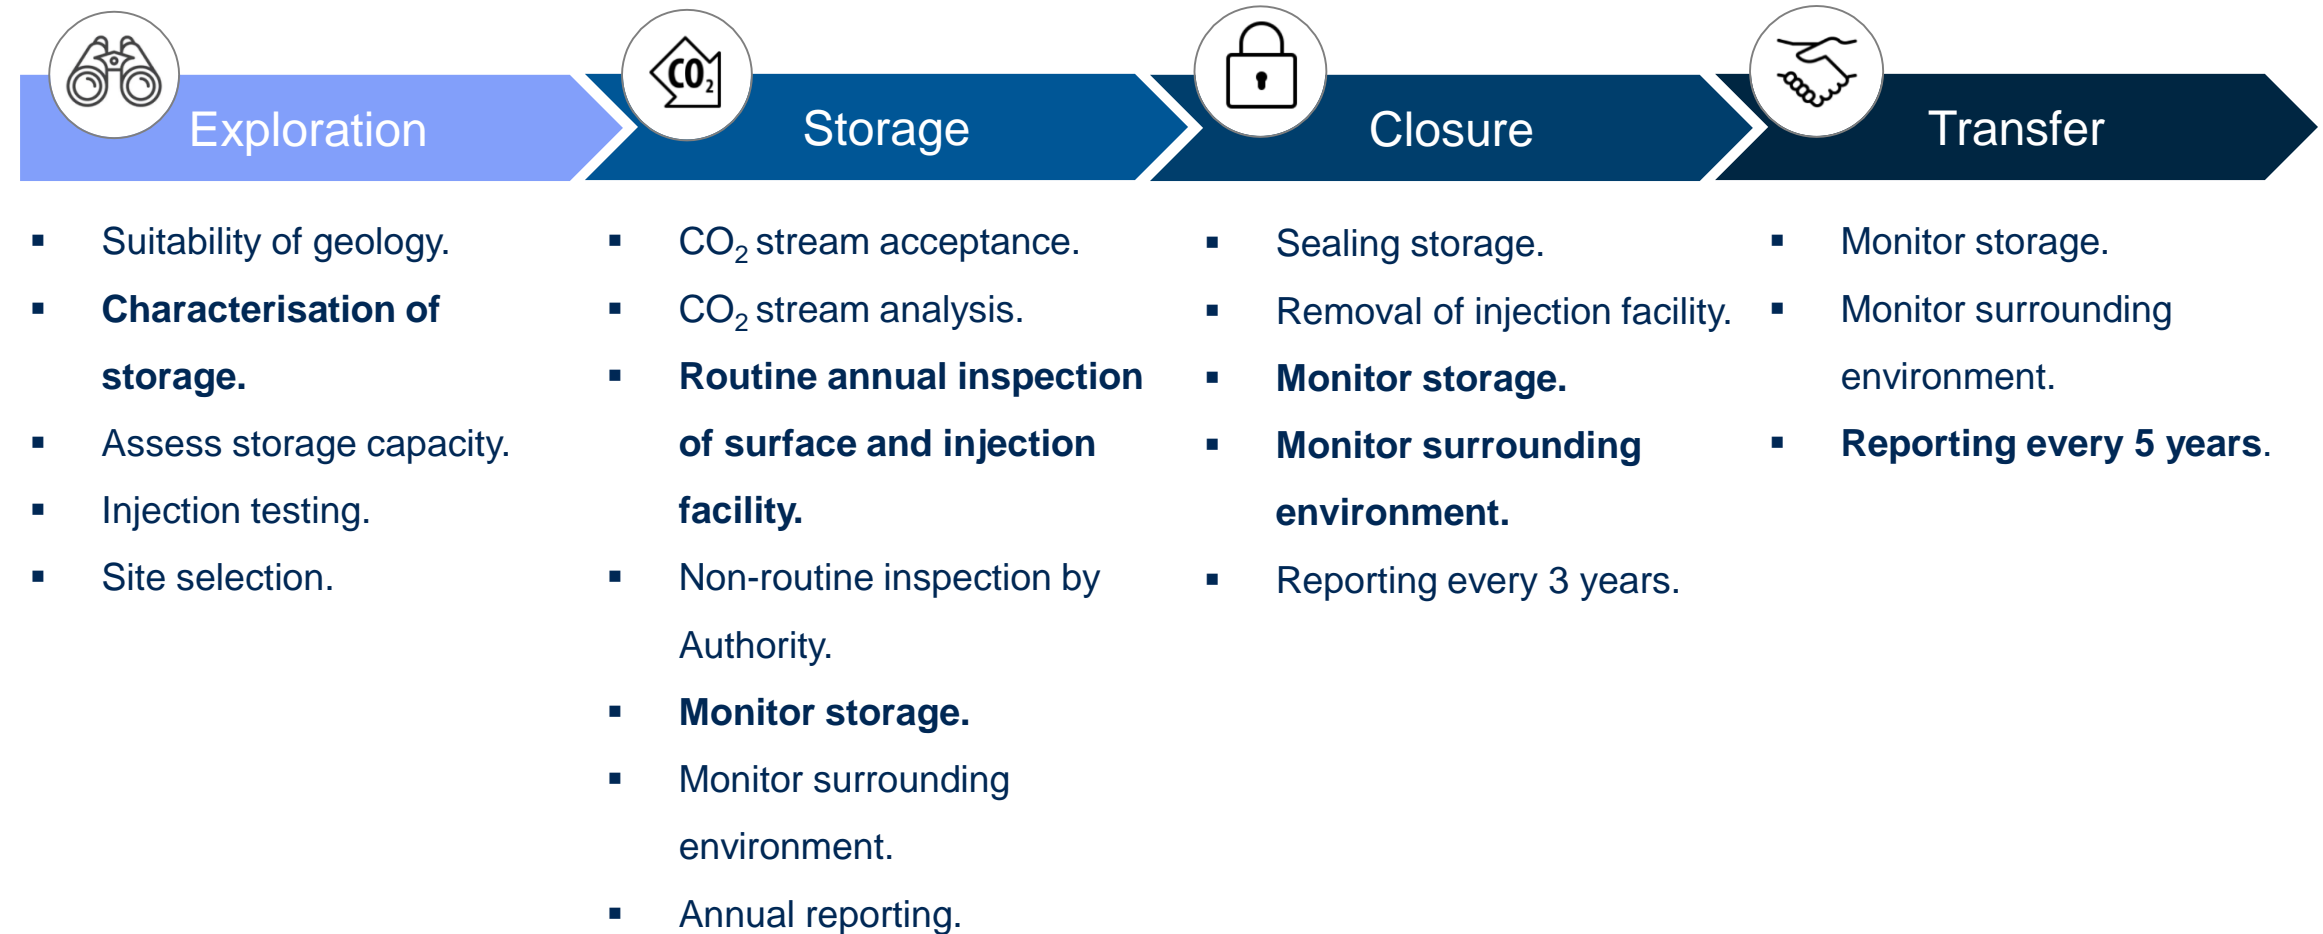 Exploration
Suitability of geology.
Characterisation of
storage.
Assess storage capacity.
Injection testing.
Site selection.
CO₂
Storage
CO₂ stream acceptance.
CO₂ stream analysis.
Routine annual inspection
of surface and injection
facility.
Non-routine inspection by
Authority.
Monitor storage.
Monitor surrounding
environment.
Annual reporting.
Closure
Sealing storage.
Removal of injection facility.
Monitor storage.
Monitor surrounding
environment.
Reporting every 3 years.
Transfer
Monitor storage.
Monitor surrounding
environment.
Reporting every 5 years.